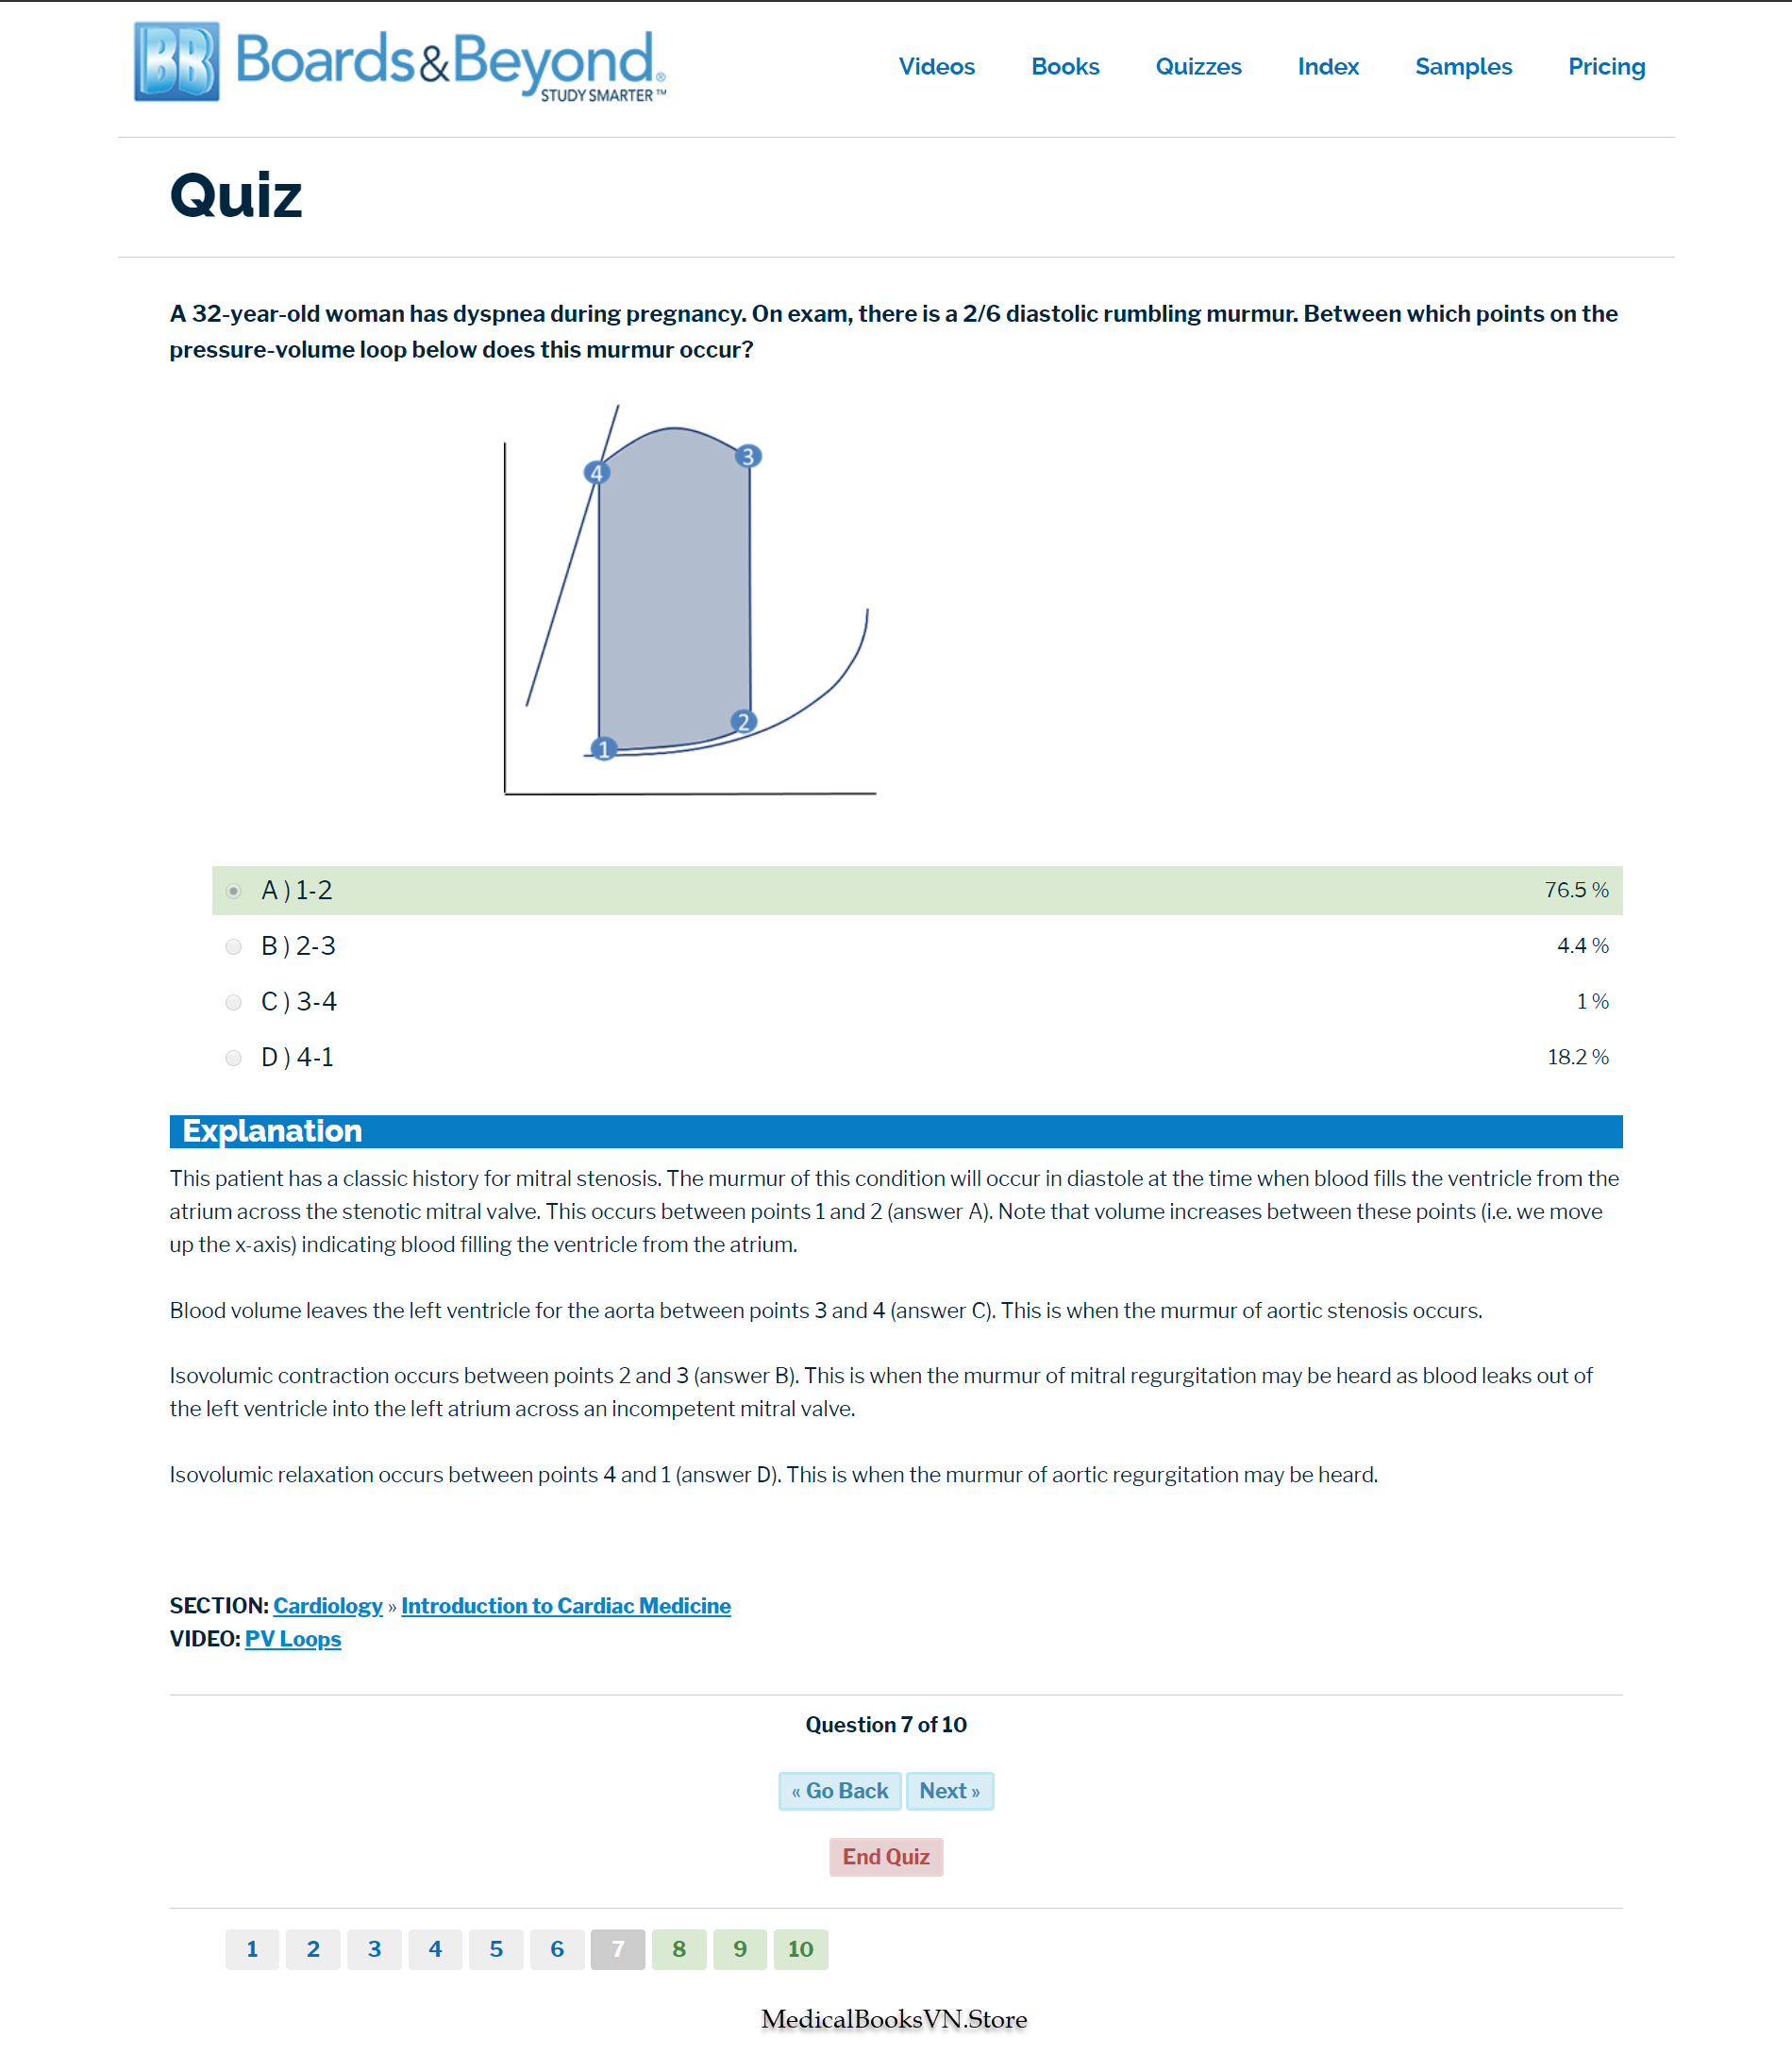 BB Boards&Beyond®
STUDY SMARTER™
Videos Books Quizzes Index Samples Pricing
Quiz
A 32-year-old woman has dyspnea during pregnancy. On exam, there is a 2/6 diastolic rumbling murmur. Between which points on the
pressure-volume loop below does this murmur occur?
4
3
2
1
A ) 1-2 76.5 %
B ) 2-3 4.4 %
C ) 3-4 1 %
D ) 4-1 18.2 %
Explanation
This patient has a classic history for mitral stenosis. The murmur of this condition will occur in diastole at the time when blood fills the ventricle from the
atrium across the stenotic mitral valve. This occurs between points 1 and 2 (answer A). Note that volume increases between these points (i.e. we move
up the x-axis) indicating blood filling the ventricle from the atrium.
Blood volume leaves the left ventricle for the aorta between points 3 and 4 (answer C). This is when the murmur of aortic stenosis occurs.
Isovolumic contraction occurs between points 2 and 3 (answer B). This is when the murmur of mitral regurgitation may be heard as blood leaks out of
the left ventricle into the left atrium across an incompetent mitral valve.
Isovolumic relaxation occurs between points 4 and 1 (answer D). This is when the murmur of aortic regurgitation may be heard.
SECTION: Cardiology » Introduction to Cardiac Medicine
VIDEO: PV Loops
Question 7 of 10
« Go Back Next »
End Quiz
1 2 3 4 5 6 7 8 9 10
MedicalBooksVN.Store